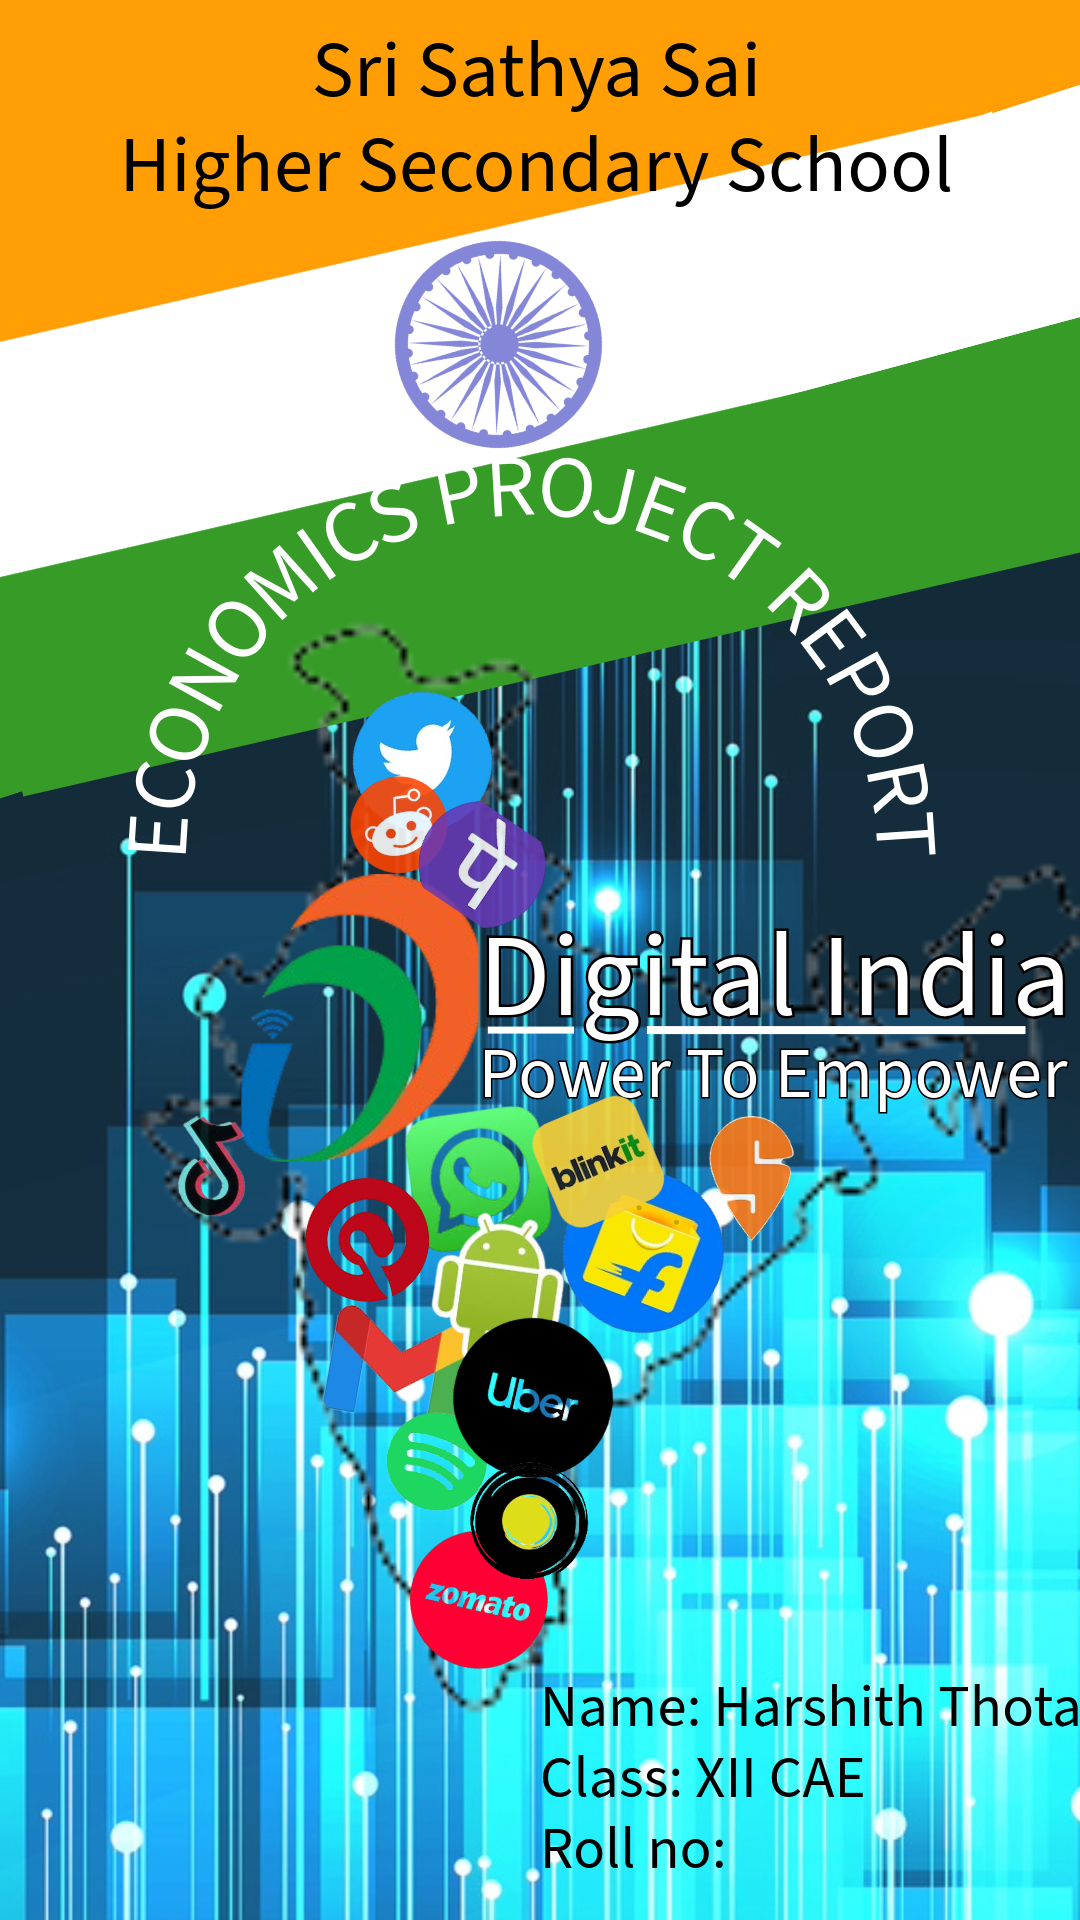 Sri Sathya Sai
Higher Secondary School
ECONOMICS PROJECT REPORT
पे
Digital India
Power To Empower
blinkit
Uber
zomato
Name: Harshith Thota
Class: XII CAE
Roll no: